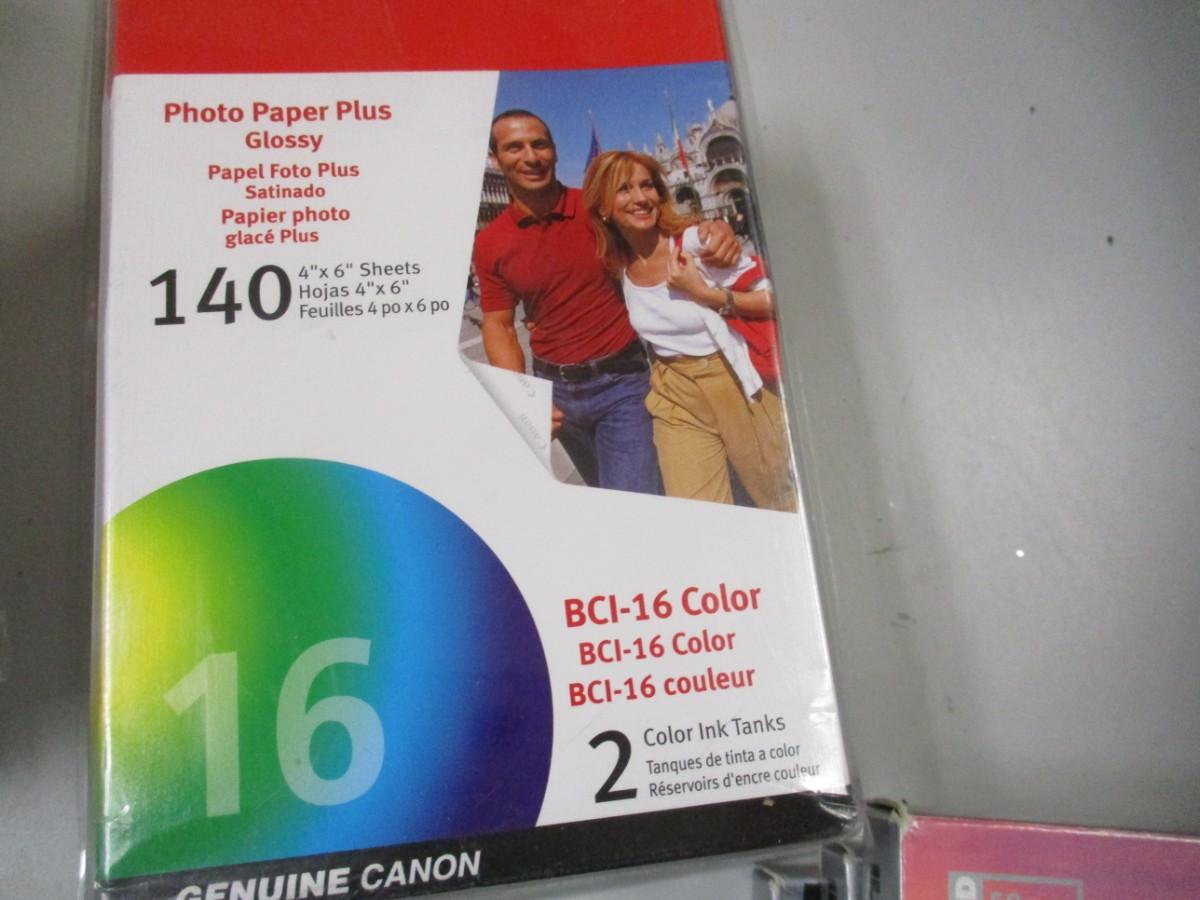 Photo Paper Plus
Glossy
Papel Foto Plus
Satinado
Papier photo
glacé Plus
140
4"x 6" Sheets
Hojas 4"x 6"
Feuilles 4 po x 6 po
Canon
Canon
16
BCI-16 Color
BCI-16 Color
BCI-16 couleur
2
Color Ink Tanks
Tanques de tinta a color
Réservoirs d'encre couleur
GENUINE CANON